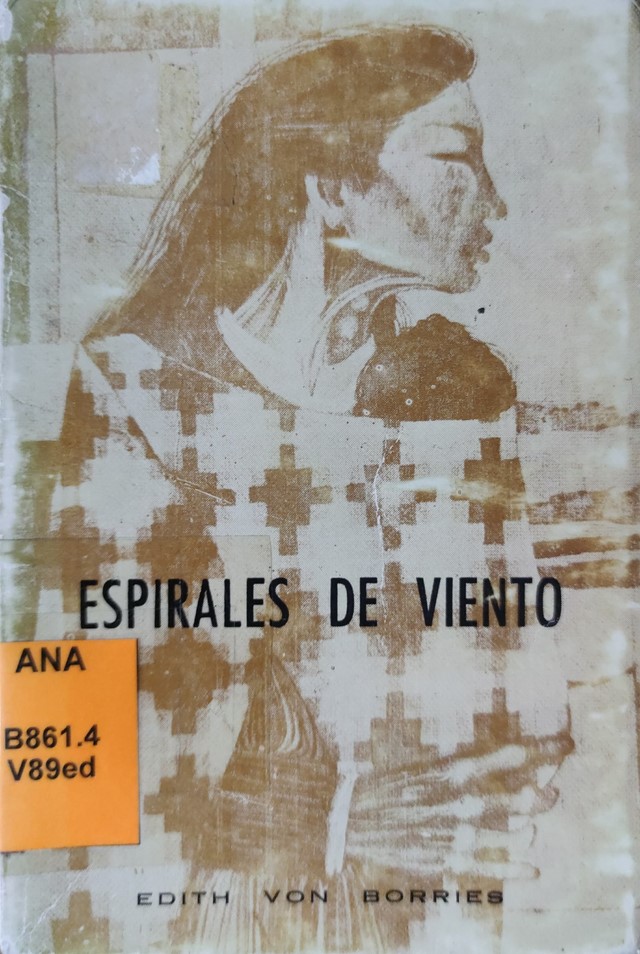 ESPIRALES DE VIENTO
ANA
B861.4
V89ed
EDITH VON BORRIES